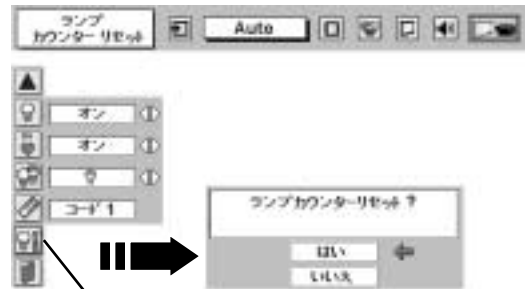 ランプ
カウンター リセット
Auto
オン
オン
コード 1
ランプカウンターリセット ?
はい
いいえ